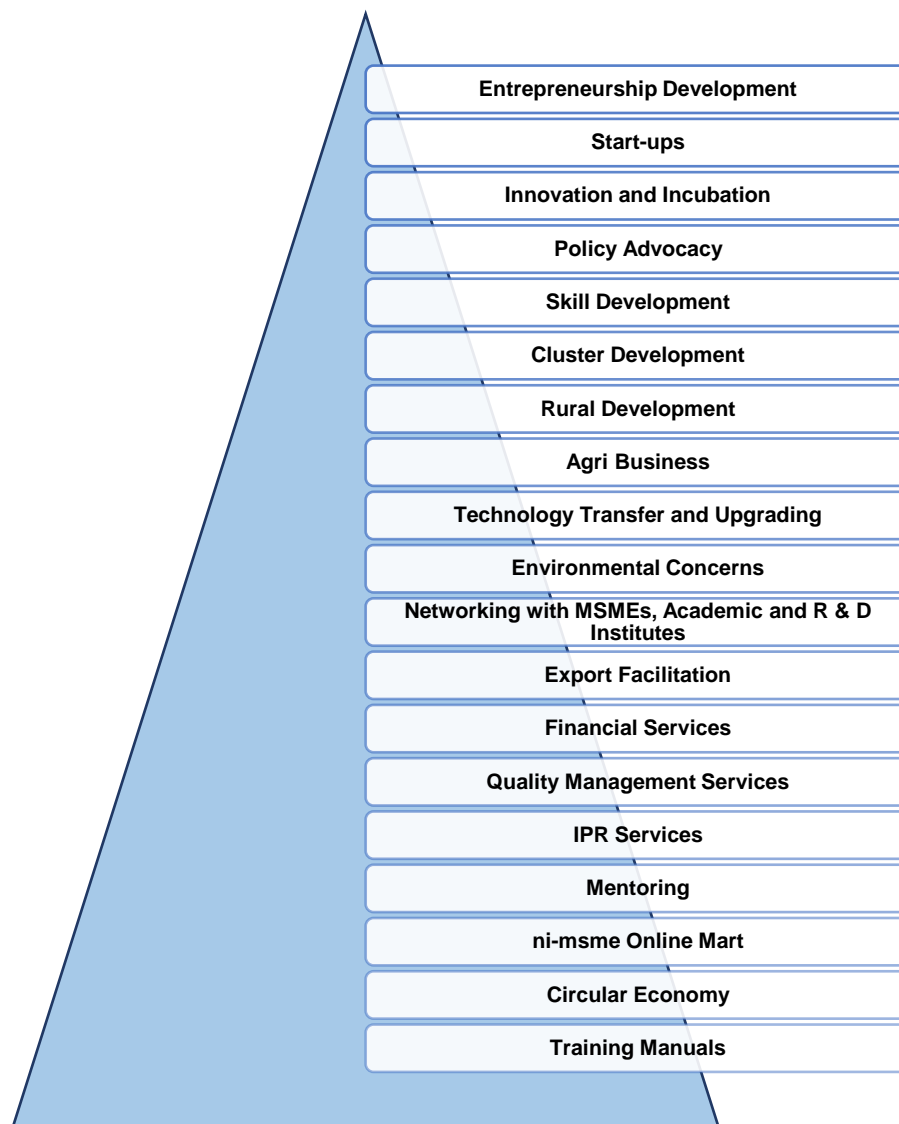 Entrepreneurship Development
Start-ups
Innovation and Incubation
Policy Advocacy
Skill Development
Cluster Development
Rural Development
Agri Business
Technology Transfer and Upgrading
Environmental Concerns
Networking with MSMEs, Academic and R & D
Institutes
Export Facilitation
Financial Services
Quality Management Services
IPR Services
Mentoring
ni-msme Online Mart
Circular Economy
Training Manuals